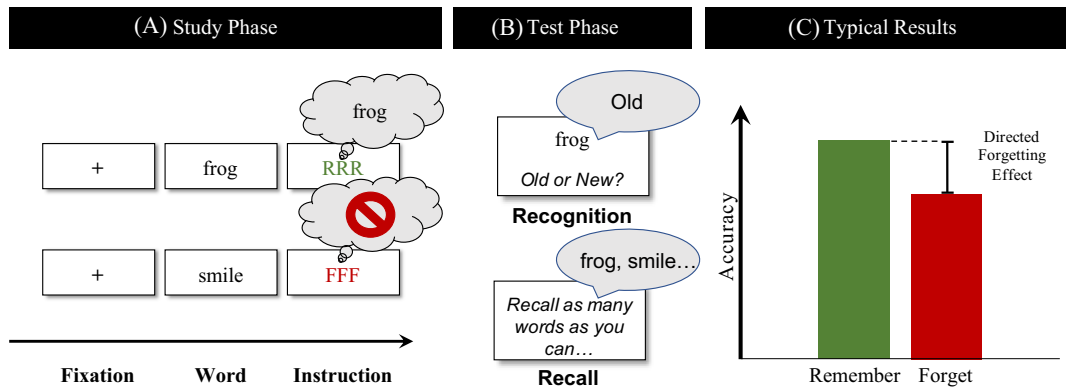 (A) Study Phase
frog
+
frog
RRR
+
smile
FFF
Fixation
Word
Instruction
(B) Test Phase
Old
frog
Old or New?
Recognition
frog, smile…
Recall as many
words as you
can…
Recall
(C) Typical Results
Accuracy
Directed
Forgetting
Effect
Remember
Forget